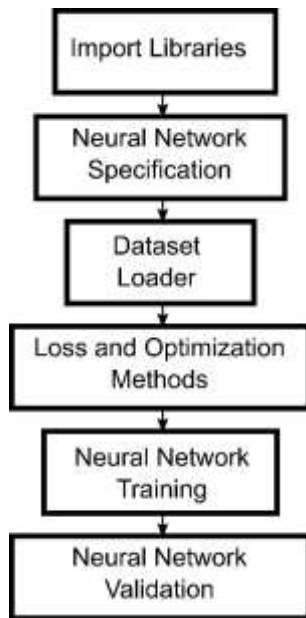 Import Libraries
Neural Network
Specification
Dataset
Loader
Loss and Optimization
Methods
Neural Network
Training
Neural Network
Validation